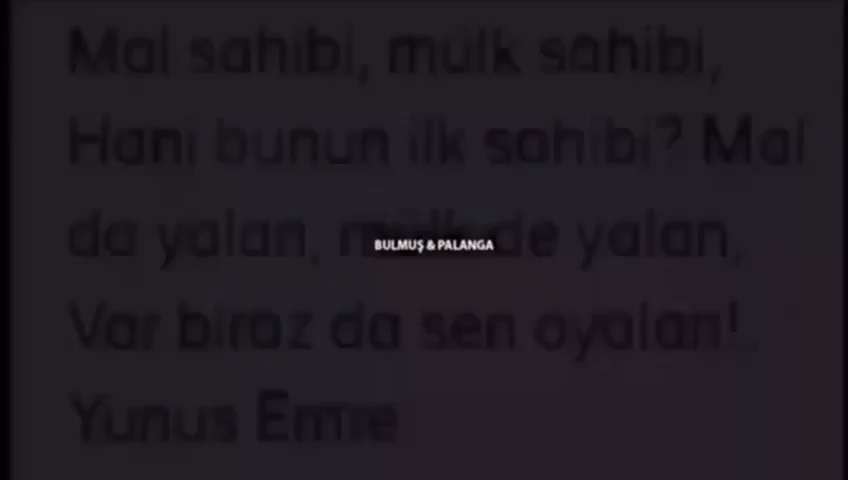 Mal sahibi, mülk sahibi,
Hani bunun ilk sahibi? Mal
da yalan, mülk de yalan,
BULMUŞ & PALANGA
Var biraz da sen oyalan!
Yunus Emre